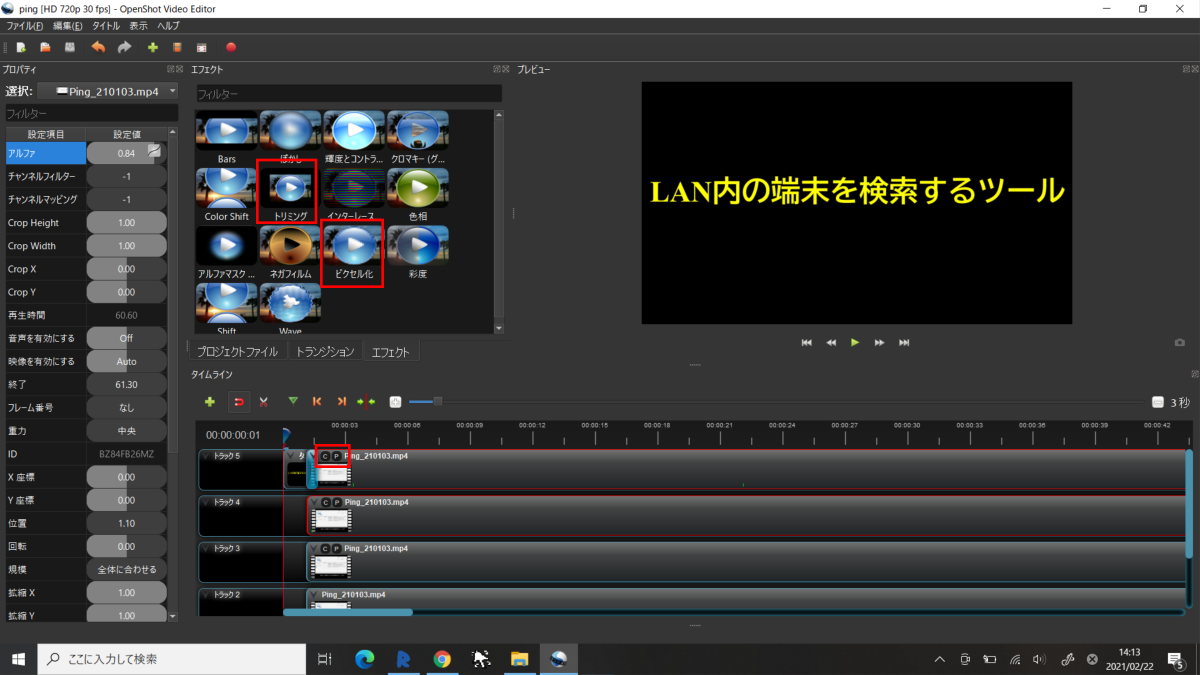 ping [HD 720p 30 fps] - OpenShot Video Editor
ファイル(F) 編集(E) タイトル 表示 ヘルプ
プロパティ
選択: Ping_210103.mp4
フィルター
設定項目 設定値
アルファ 0.84
チャンネルフィルター -1
チャンネルマッピング -1
Crop Height 1.00
Crop Width 1.00
Crop X 0.00
Crop Y 0.00
再生時間 60.60
音声を有効にする Off
映像を有効にする Auto
終了 61.30
フレーム番号 なし
重力 中央
ID BZ84FB26MZ
X 座標 0.00
Y 座標 0.00
位置 1.10
回転 0.00
規模 全体に合わせる
拡縮 X 1.00
拡縮 Y 1.00
エフェクト
フィルター
Bars ぼかし 輝度とコントラ... クロマキー (グ...
Color Shift トリミング インターレース 色相
アルファマスク ... ネガフィルム ピクセル化 彩度
Shift Wave
プロジェクトファイル トランジション エフェクト
プレビュー
LAN内の端末を検索するツール
タイムライン
3 秒
00:00:00:01
00:00:03 00:00:06 00:00:09 00:00:12 00:00:15 00:00:18 00:00:21 00:00:24 00:00:27 00:00:30 00:00:33 00:00:36 00:00:39 00:00:42
トラック 5 タ C P Ping_210103.mp4
トラック 4 C P Ping_210103.mp4
トラック 3 C P Ping_210103.mp4
トラック 2 Ping_210103.mp4
ここに入力して検索
14:13
2021/02/22
5